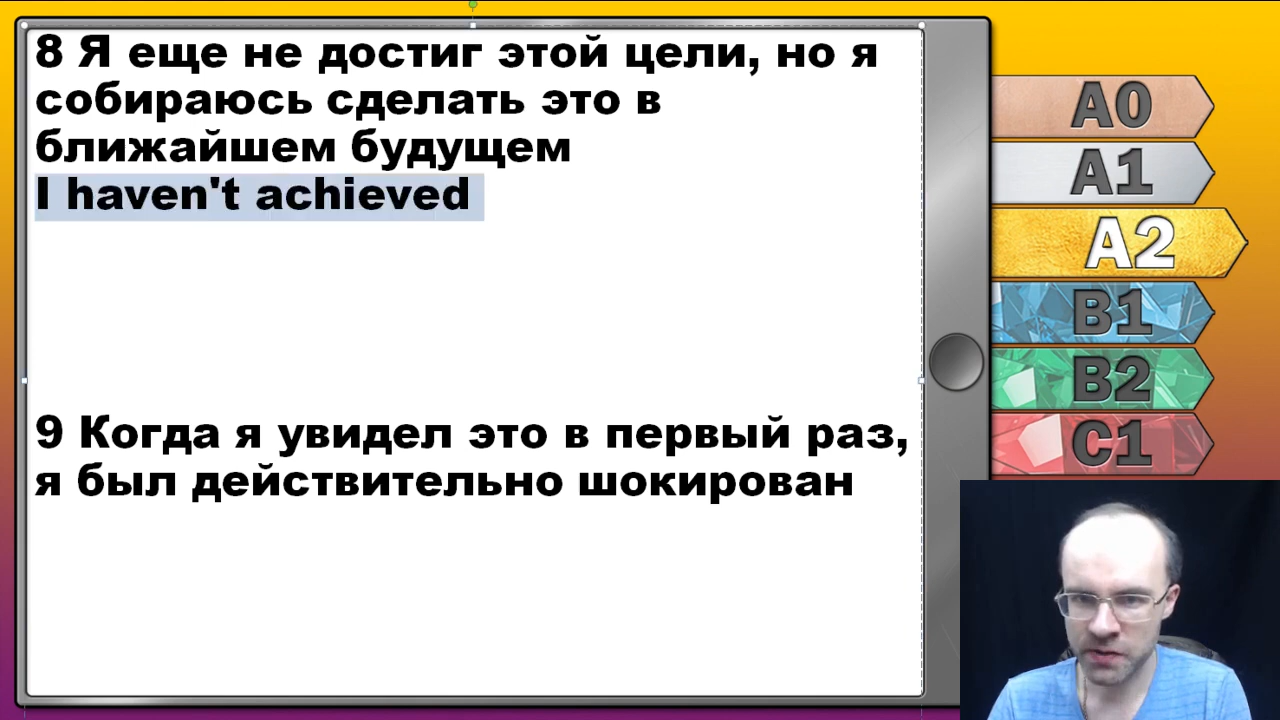 8 Я еще не достиг этой цели, но я
собираюсь сделать это в
ближайшем будущем
I haven't achieved
9 Когда я увидел это в первый раз,
я был действительно шокирован
A0
A1
A2
B1
B2
C1